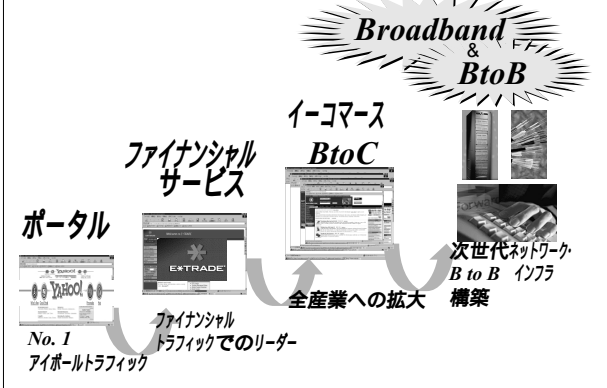 Broadband
&
BtoB
イーコマース
BtoC
ファイナンシャル
サービス
ポータル
YAHOO!
E*TRADE
次世代ネットワーク・
B to B インフラ
構築
全産業への拡大
ファイナンシャル
トラフィックでのリーダー
No. 1
アイボールトラフィック